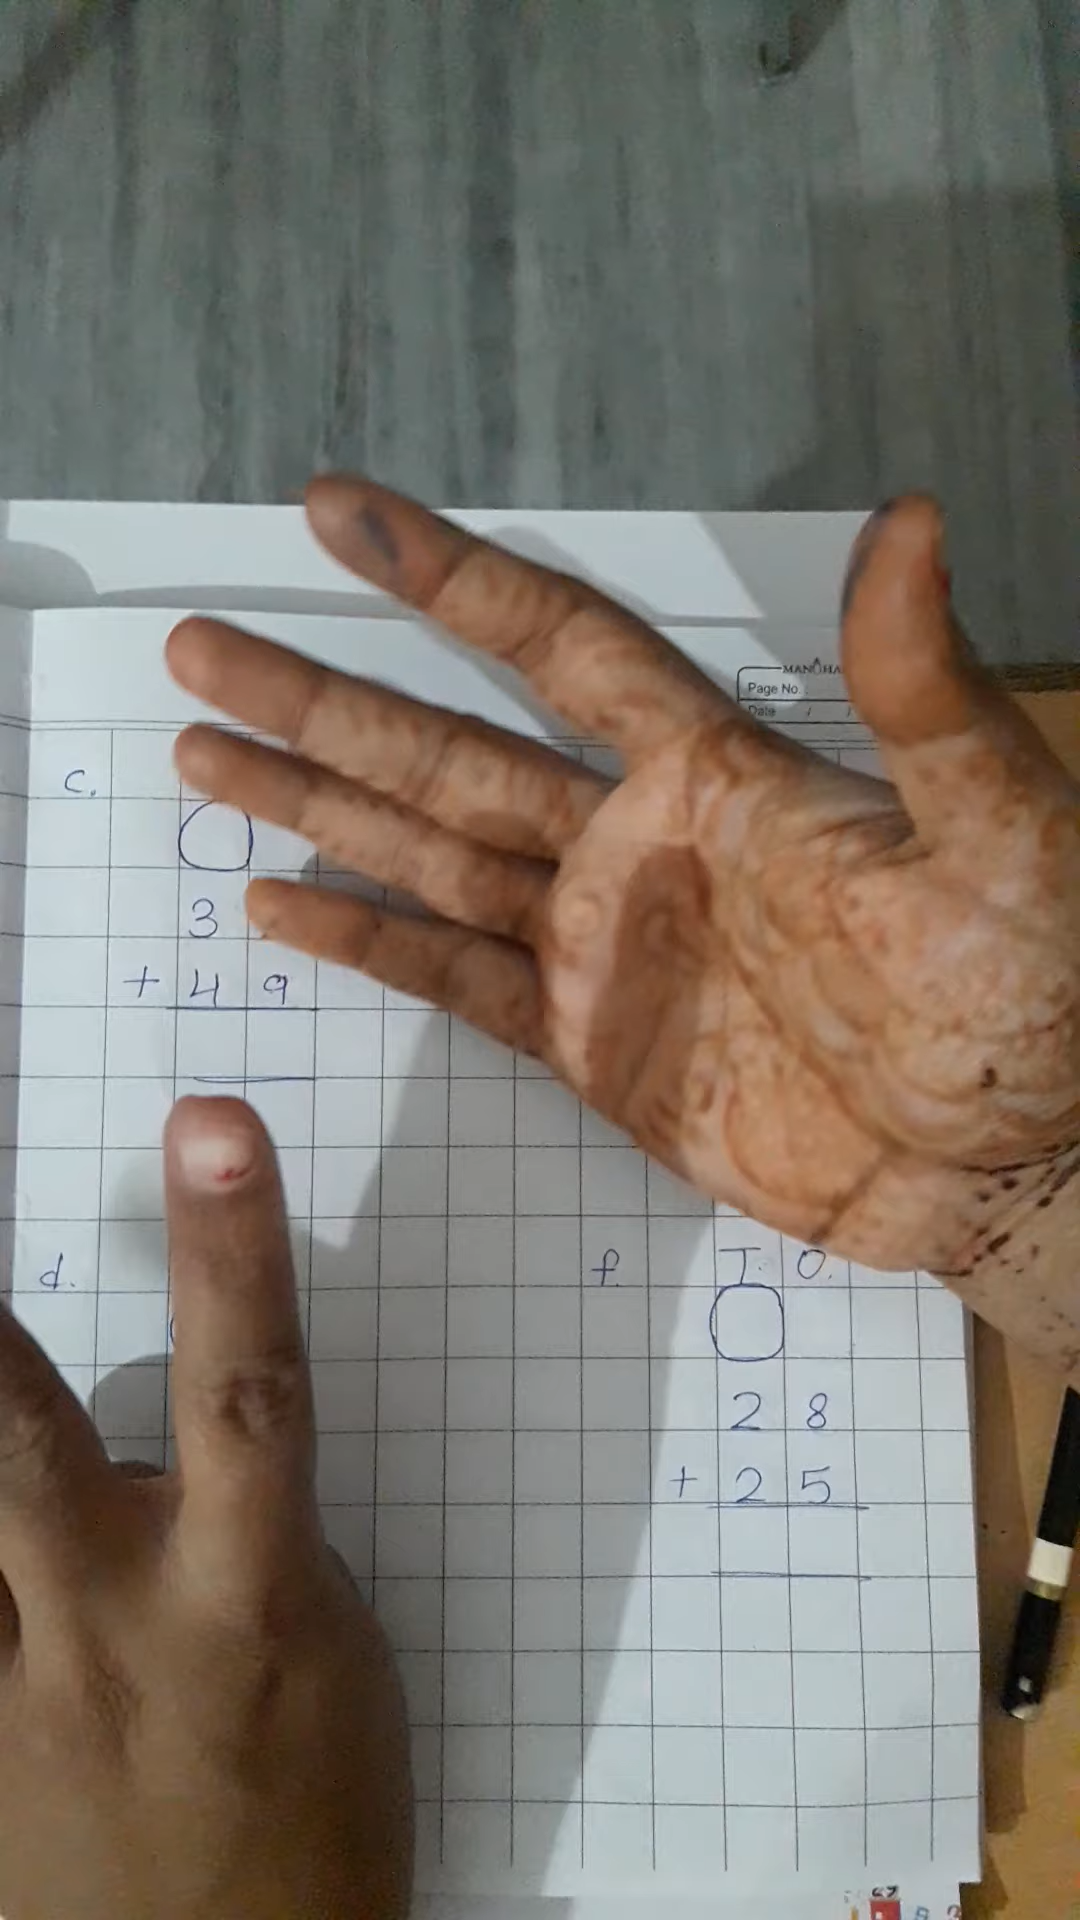 MANOHA
Page No.
Date / /
c.
3
+ 4 9
d.
f. T. O.
2 8
+ 2 5